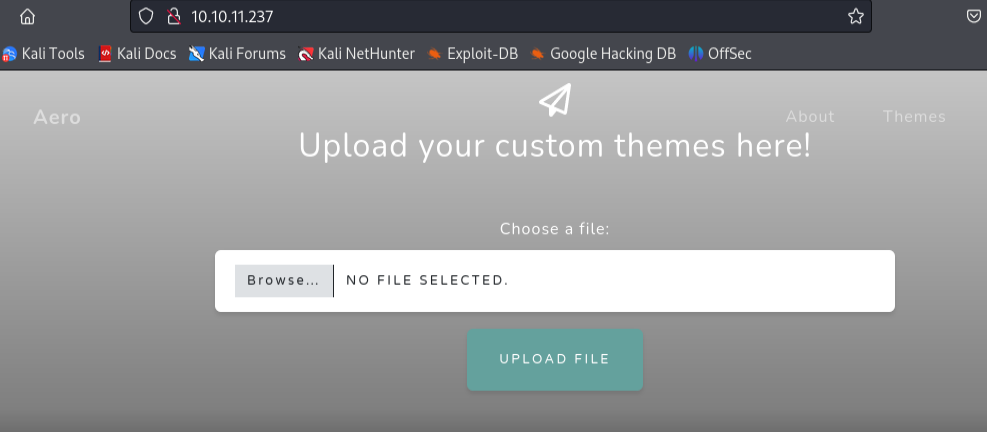 10.10.11.237
Kali Tools Kali Docs Kali Forums Kali NetHunter Exploit-DB Google Hacking DB OffSec
Aero About Themes
Upload your custom themes here!
Choose a file:
Browse... NO FILE SELECTED.
UPLOAD FILE